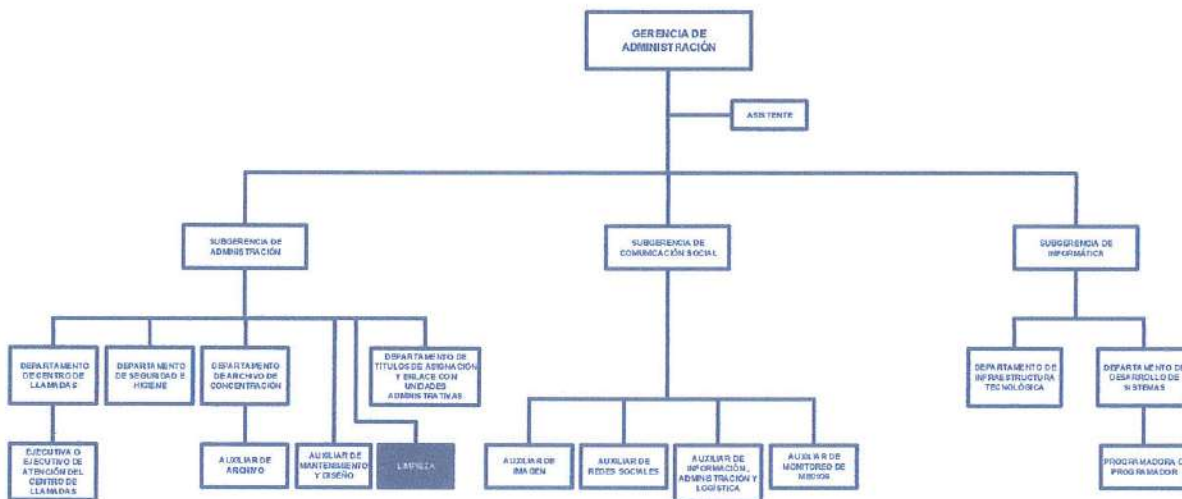 GERENCIA DE
ADMINISTRACIÓN
ASISTENTE
SUBGERENCIA DE
ADMINISTRACIÓN
SUBGERENCIA DE
COMUNICACIÓN SOCIAL
SUBGERENCIA DE
INFORMÁTICA
DEPARTAMENTO
DE CENTRO DE
LLAMADAS
DEPARTAMENTO
DE SEGURIDAD E
HIGIENE
DEPARTAMENTO
DE ARCHIVO DE
CONCENTRACIÓN
DEPARTAMENTO DE
TÍTULOS DE ASIGNACIÓN
Y ENLACE CON
UNIDADES
ADMINISTRATIVAS
DEPARTAMENTO DE
INFRAESTRUCTURA
TECNOLÓGICA
DEPARTAMENTO DE
DESARROLLO DE
SISTEMAS
EJECUTIVA O
EJECUTIVO DE
ATENCIÓN DEL
CENTRO DE
LLAMADAS
AUXILIAR DE
ARCHIVO
AUXILIAR DE
MANTENIMIENTO
Y DISEÑO
LIMPIEZA
AUXILIAR DE
IMAGEN
AUXILIAR DE
REDES SOCIALES
AUXILIAR DE
INFORMACIÓN,
ADMINISTRACIÓN Y
LOGÍSTICA
AUXILIAR DE
MONITOREO DE
MEDIOS
PROGRAMADORA O
PROGRAMADOR